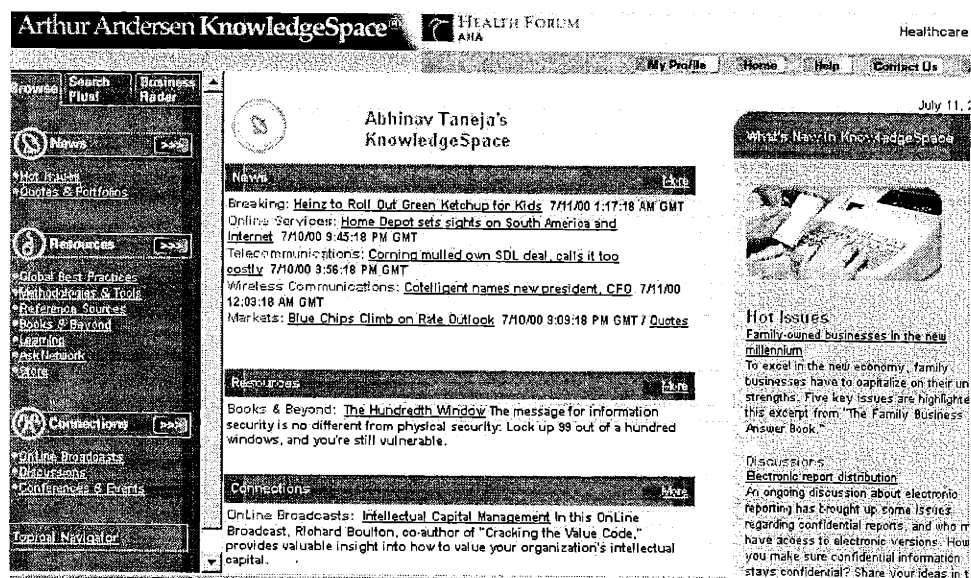 Arthur Andersen KnowledgeSpace
HEALTH FORUM
AHA
Healthcare
My Profile Home Help Contact Us
Browse Search Plus! Business Radar
News
Hot Issues
Quotes & Portfolios
Resources
Global Best Practices
Methodologies & Tools
Reference Sources
Books & Beyond
Learning
AskNetwork
Store
Connections
OnLine Broadcasts
Discussions
Conferences & Events
Topical Navigator
Abhinav Taneja's
KnowledgeSpace
News More
Breaking: Heinz to Roll Out Green Ketchup for Kids 7/11/00 1:17:18 AM GMT
Online Services: Home Depot sets sights on South America and
Internet 7/10/00 9:45:18 PM GMT
Telecommunications: Corning mulled own SDL deal, calls it too
costly 7/10/00 9:56:18 PM GMT
Wireless Communications: Cotelligent names new president, CFO 7/11/00
12:03:18 AM GMT
Markets: Blue Chips Climb on Rate Outlook 7/10/00 9:09:18 PM GMT / Quotes
Resources More
Books & Beyond: The Hundredth Window The message for information
security is no different from physical security: Lock up 99 out of a hundred
windows, and you're still vulnerable.
Connections More
OnLine Broadcasts: Intellectual Capital Management In this OnLine
Broadcast, Richard Boulton, co-author of "Cracking the Value Code,"
provides valuable insight into how to value your organization's intellectual
capital.
July 11,
What's New in KnowledgeSpace
Hot Issues
Family-owned businesses in the new
millennium
To excel in the new economy, family
businesses have to capitalize on their un
strengths. Five key issues are highlighte
this excerpt from "The Family Business
Answer Book."
Discussions
Electronic report distribution
An ongoing discussion about electronic
reporting has brought up some issues
regarding confidential reports, and who m
have access to electronic versions. How
you make sure confidential information
stays confidential? Share your ideas in